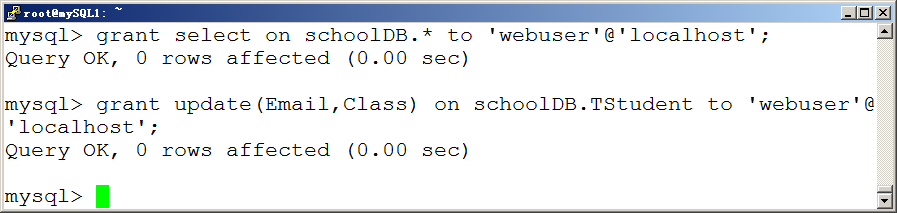 root@mySQL1: ~
mysql> grant select on schoolDB.* to 'webuser'@'localhost';
Query OK, 0 rows affected (0.00 sec)
mysql> grant update(Email,Class) on schoolDB.TStudent to 'webuser'@
'localhost';
Query OK, 0 rows affected (0.00 sec)
mysql>